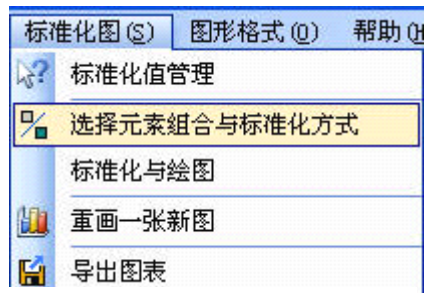 标准化图(S) 图形格式(O) 帮助(H
标准化值管理
选择元素组合与标准化方式
标准化与绘图
重画一张新图
导出图表